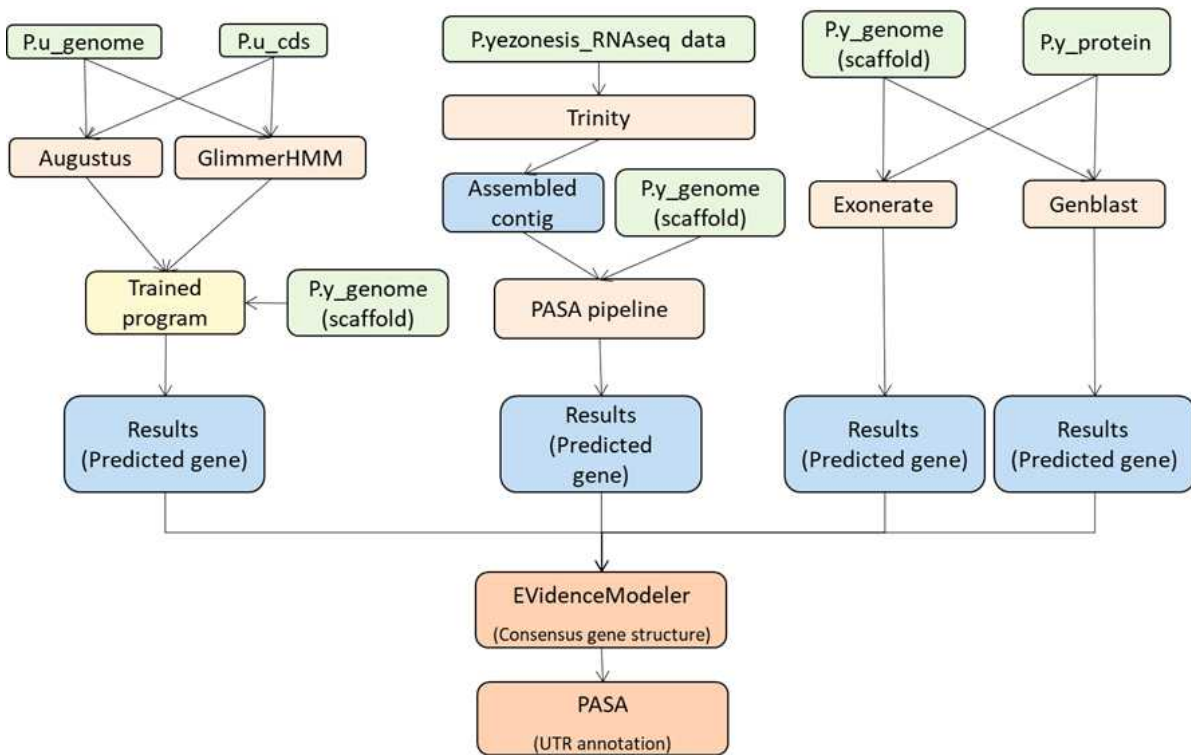 P.u_genome
P.u_cds
P.yezonesis_RNAseq data
P.y_genome
(scaffold)
P.y_protein
Augustus
GlimmerHMM
Trinity
Assembled
contig
P.y_genome
(scaffold)
Exonerate
Genblast
Trained
program
P.y_genome
(scaffold)
PASA pipeline
Results
(Predicted gene)
Results
(Predicted
gene)
Results
(Predicted gene)
Results
(Predicted gene)
EVidenceModeler
(Consensus gene structure)
PASA
(UTR annotation)